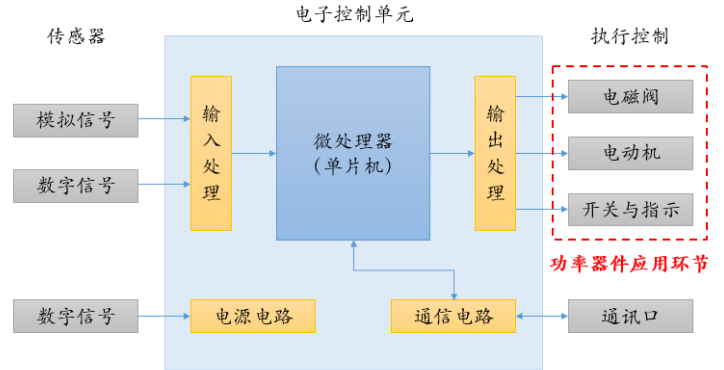 电子控制单元
传感器
执行控制
模拟信号
数字信号
输入处理
微处理器
(单片机)
输出处理
电磁阀
电动机
开关与指示
功率器件应用环节
数字信号
电源电路
通信电路
通讯口